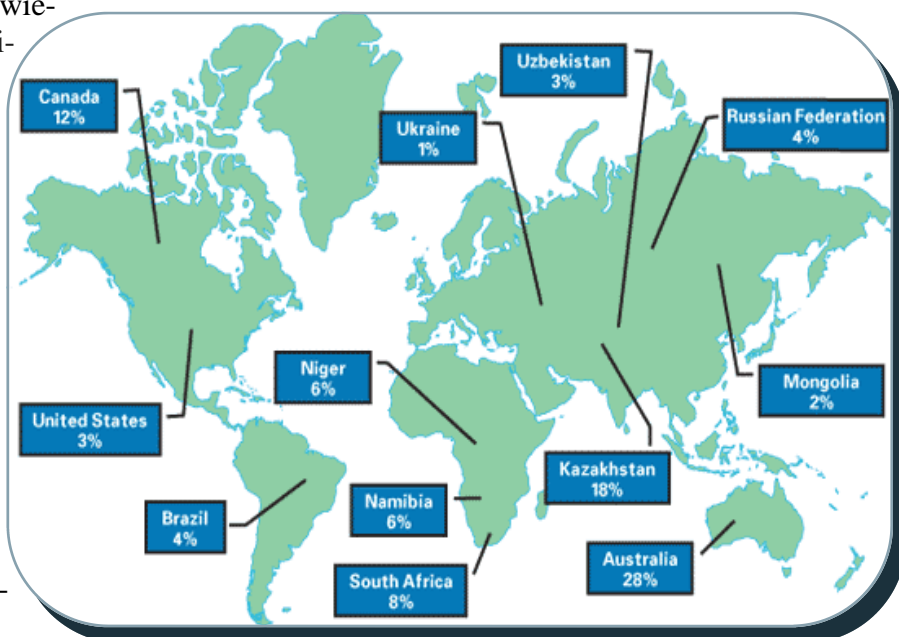 wie-
i-
Canada
12%
Uzbekistan
3%
Ukraine
1%
Russian Federation
4%
Niger
6%
Mongolia
2%
United States
3%
Kazakhstan
18%
Namibia
6%
Brazil
4%
Australia
28%
South Africa
8%
-